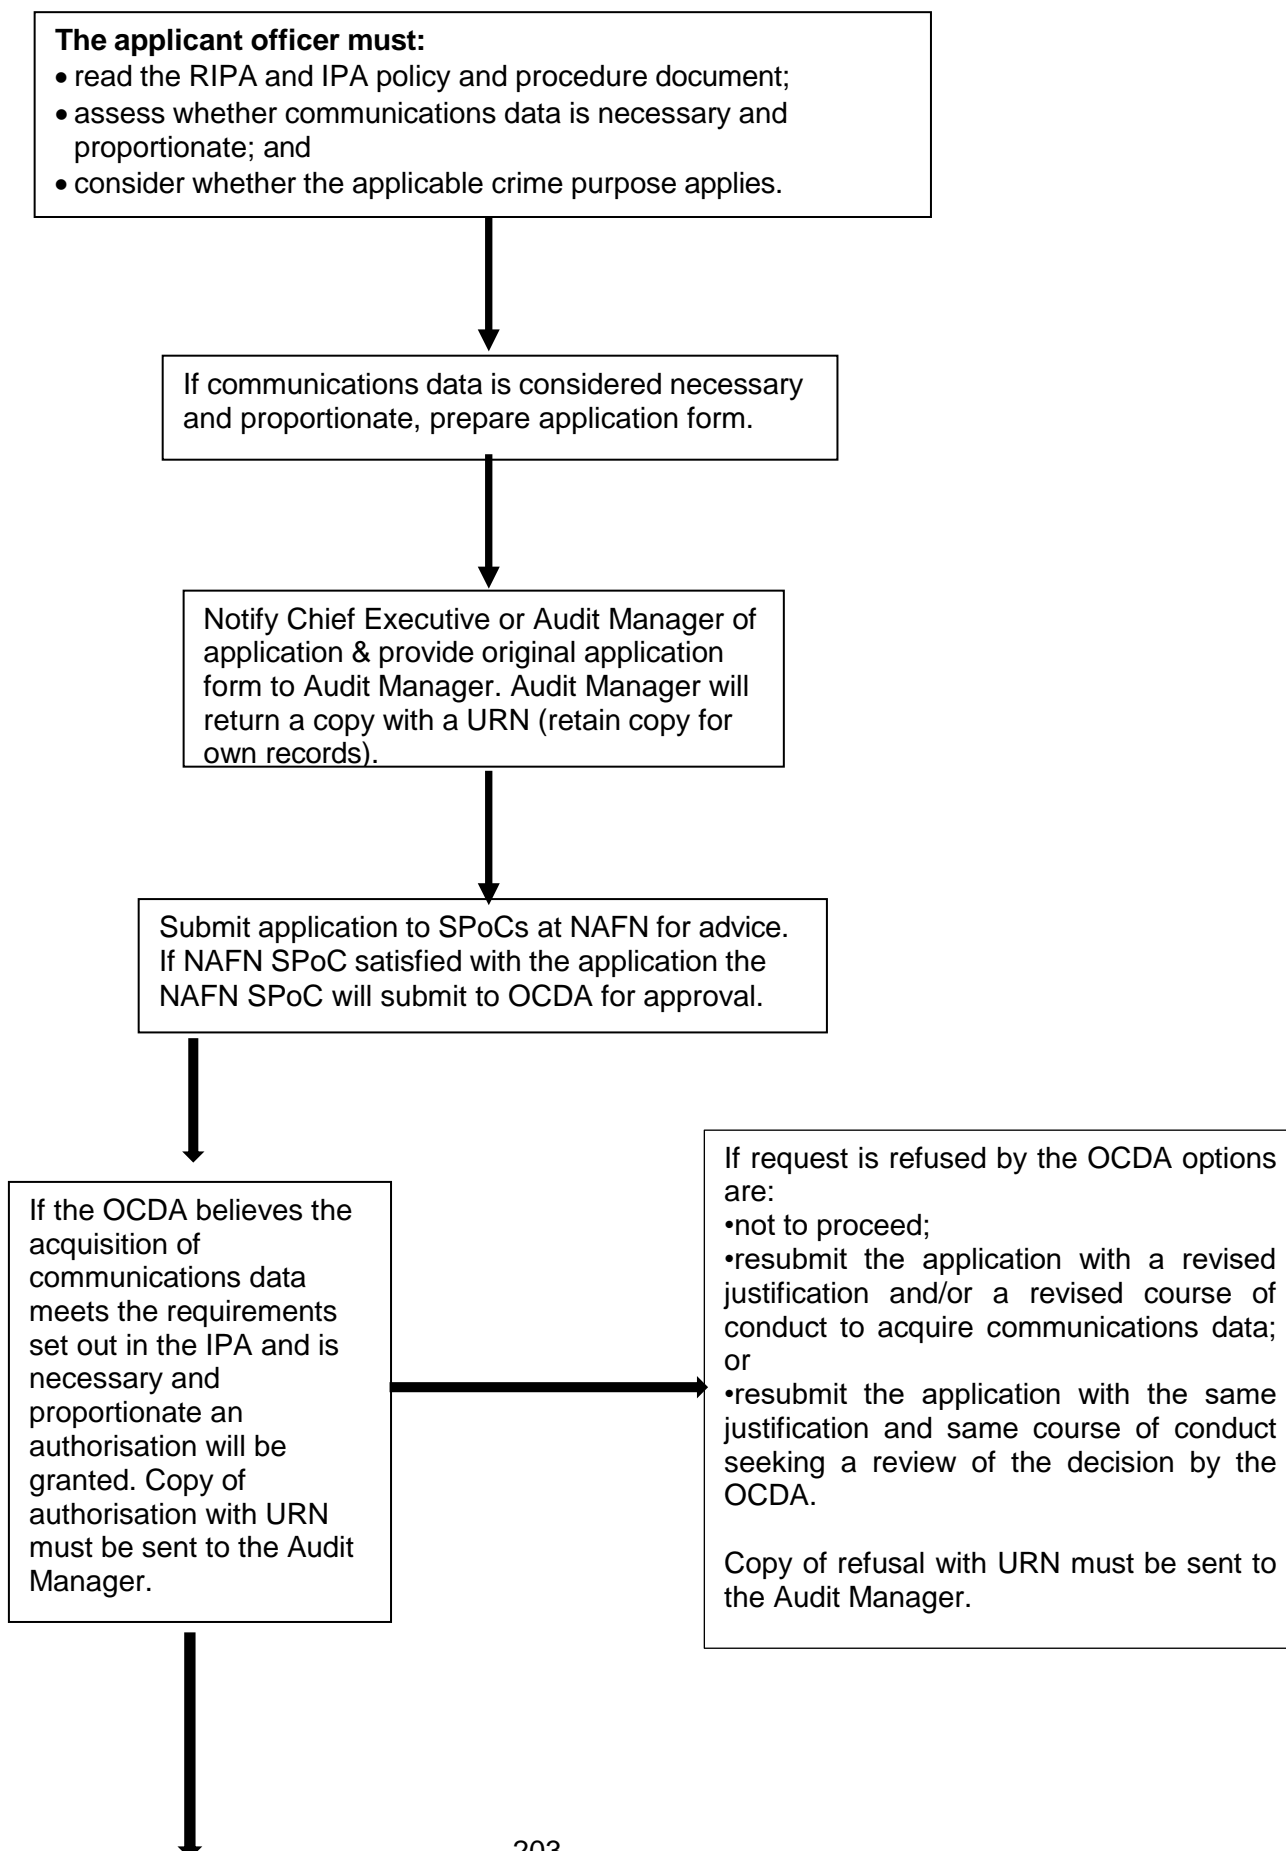 The applicant officer must:
• read the RIPA and IPA policy and procedure document;
• assess whether communications data is necessary and
proportionate; and
• consider whether the applicable crime purpose applies.
If communications data is considered necessary
and proportionate, prepare application form.
Notify Chief Executive or Audit Manager of
application & provide original application
form to Audit Manager. Audit Manager will
return a copy with a URN (retain copy for
own records).
Submit application to SPoCs at NAFN for advice.
If NAFN SPoC satisfied with the application the
NAFN SPoC will submit to OCDA for approval.
If the OCDA believes the
acquisition of
communications data
meets the requirements
set out in the IPA and is
necessary and
proportionate an
authorisation will be
granted. Copy of
authorisation with URN
must be sent to the Audit
Manager.
If request is refused by the OCDA options
are:
•not to proceed;
•resubmit the application with a revised
justification and/or a revised course of
conduct to acquire communications data;
or
•resubmit the application with the same
justification and same course of conduct
seeking a review of the decision by the
OCDA.
Copy of refusal with URN must be sent to
the Audit Manager.
203